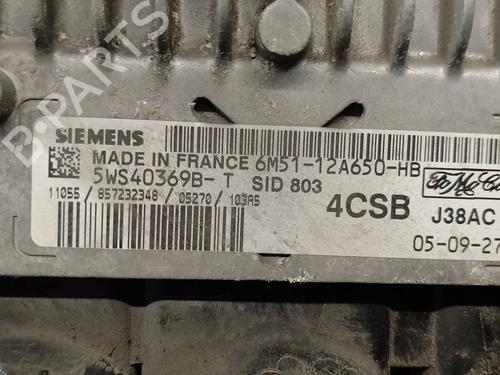 B-PARTS
SIEMENS
MADE IN FRANCE 6M51-12A650-HB
5WS40369B-T SID 803
11055 / 857232348 / 05270 / 103A5
4CSB J38AC
FoMoCo
05-09-27